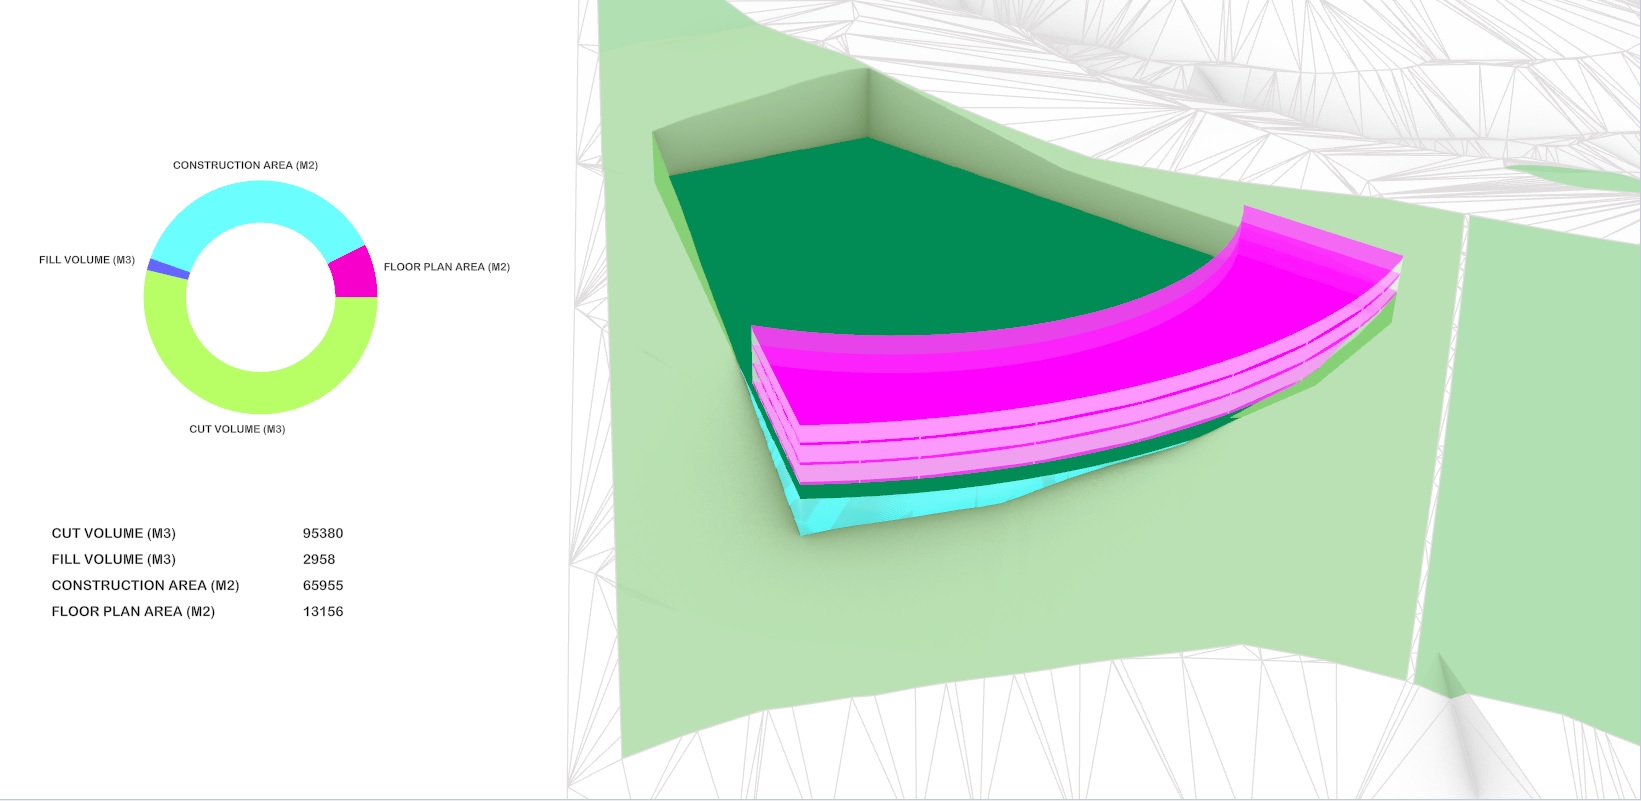 CONSTRUCTION AREA (M2)
FILL VOLUME (M3)
FLOOR PLAN AREA (M2)
CUT VOLUME (M3)
CUT VOLUME (M3) 95380
FILL VOLUME (M3) 2958
CONSTRUCTION AREA (M2) 65955
FLOOR PLAN AREA (M2) 13156